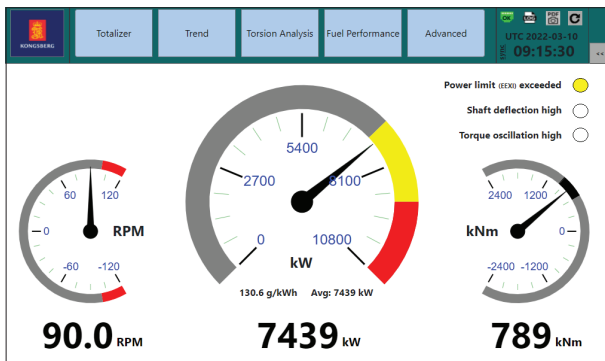 KONGSBERG
Totalizer
Trend
Torsion Analysis
Fuel Performance
Advanced
OK
LOG
PDF
UTC 2022-03-10
09:15:30
<<
Power limit (EEXI) exceeded
Shaft deflection high
Torque oscillation high
60 120
0
-60 -120
RPM
5400
2700 8100
0 10800
kW
130.6 g/kWh Avg: 7439 kW
2400 1200
kNm 0
-2400 -1200
90.0 RPM
7439 kW
789 kNm